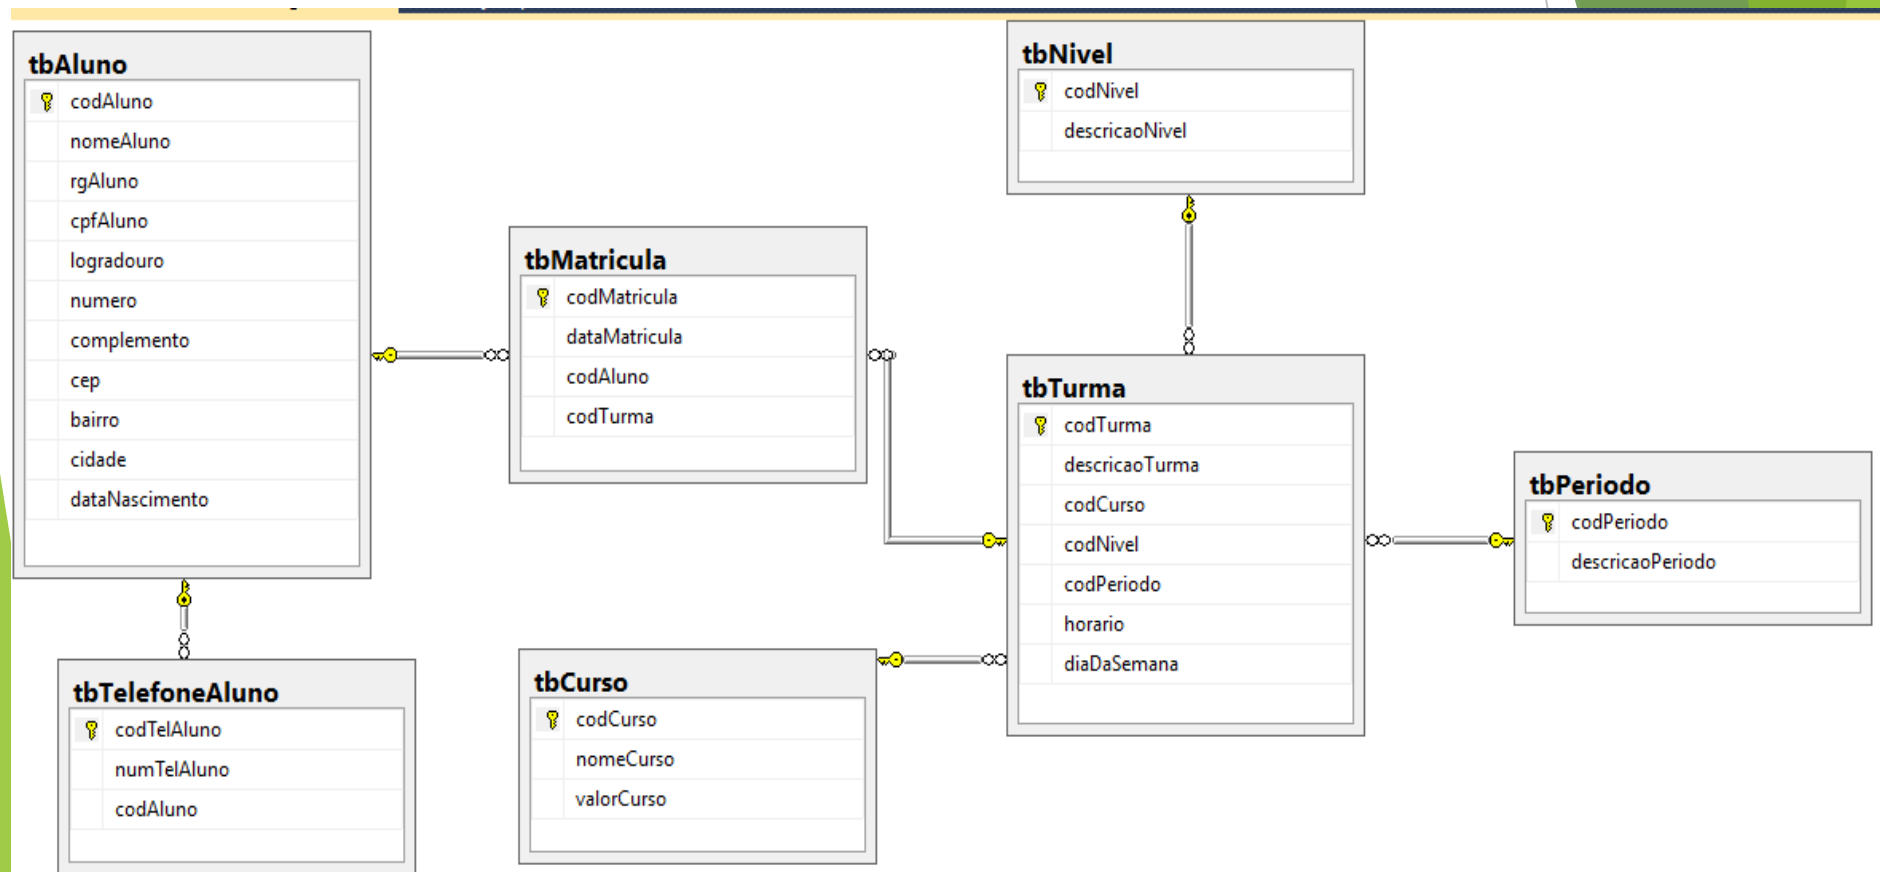 tbAluno
codAluno
nomeAluno
rgAluno
cpfAluno
logradouro
numero
complemento
cep
bairro
cidade
dataNascimento
tbTelefoneAluno
codTelAluno
numTelAluno
codAluno
tbMatricula
codMatricula
dataMatricula
codAluno
codTurma
tbCurso
codCurso
nomeCurso
valorCurso
tbNivel
codNivel
descricaoNivel
tbTurma
codTurma
descricaoTurma
codCurso
codNivel
codPeriodo
horario
diaDaSemana
tbPeriodo
codPeriodo
descricaoPeriodo